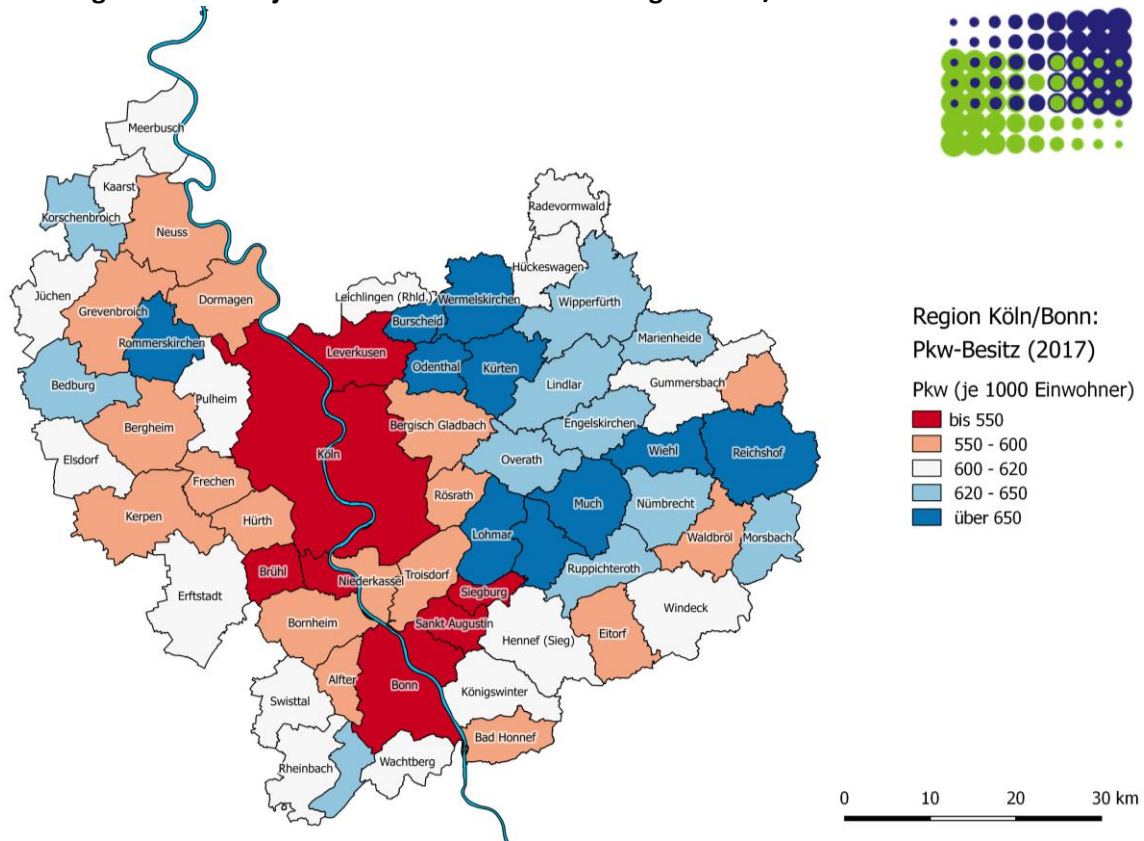 Meerbusch
Kaarst
Korschenbroich
Neuss
Radevormwald
Hückeswagen
Jüchen
Grevenbroich
Dormagen
Leichlingen (Rhld.)
Wermelskirchen
Wipperfürth
Burscheid
Rommerskirchen
Leverkusen
Marienheide
Odenthal
Kürten
Bedburg
Lindlar
Gummersbach
Pulheim
Bergisch Gladbach
Engelskirchen
Bergheim
Köln
Overath
Wiehl
Reichshof
Elsdorf
Frechen
Rösrath
Much
Nümbrecht
Kerpen
Hürth
Lohmar
Waldbröl
Morsbach
Brühl
Niederkassel
Troisdorf
Ruppichteroth
Siegburg
Erftstadt
Bornheim
Sankt Augustin
Windeck
Hennef (Sieg)
Eitorf
Alfter
Bonn
Königswinter
Swisttal
Bad Honnef
Rheinbach
Wachtberg
Region Köln/Bonn:
Pkw-Besitz (2017)
Pkw (je 1000 Einwohner)
bis 550
550 - 600
600 - 620
620 - 650
über 650
0 10 20 30 km